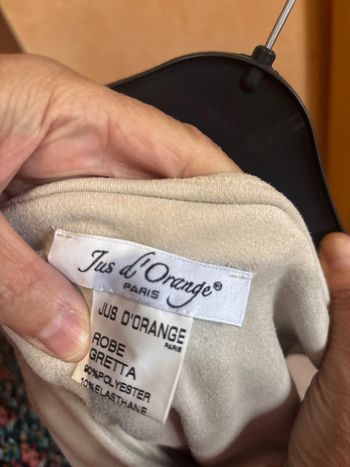 Jus d'Orange®
PARIS
JUS D'ORANGE
PARIS
ROBE
GRETTA
90%POLYESTER
10%ELASTHANE